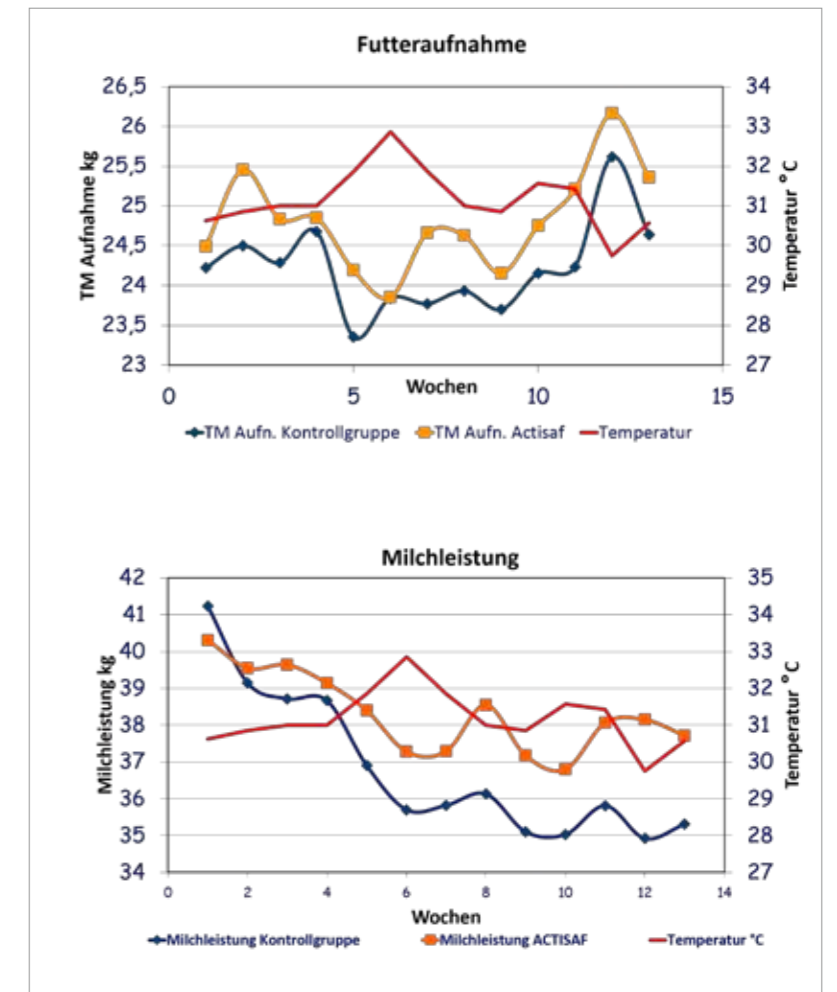 Futteraufnahme
26,5
26
25,5
25
24,5
24
23,5
23
TM Aufnahme kg
34
33
32
31
30
29
28
27
Temperatur °C
0 5 10 15
Wochen
TM Aufn. Kontrollgruppe TM Aufn. Actisaf Temperatur
Milchleistung
42
41
40
39
38
37
36
35
34
Milchleistung kg
35
34
33
32
31
30
29
28
27
Temperatur °C
0 2 4 6 8 10 12 14
Wochen
Milchleistung Kontrollgruppe Milchleistung ACTISAF Temperatur °C